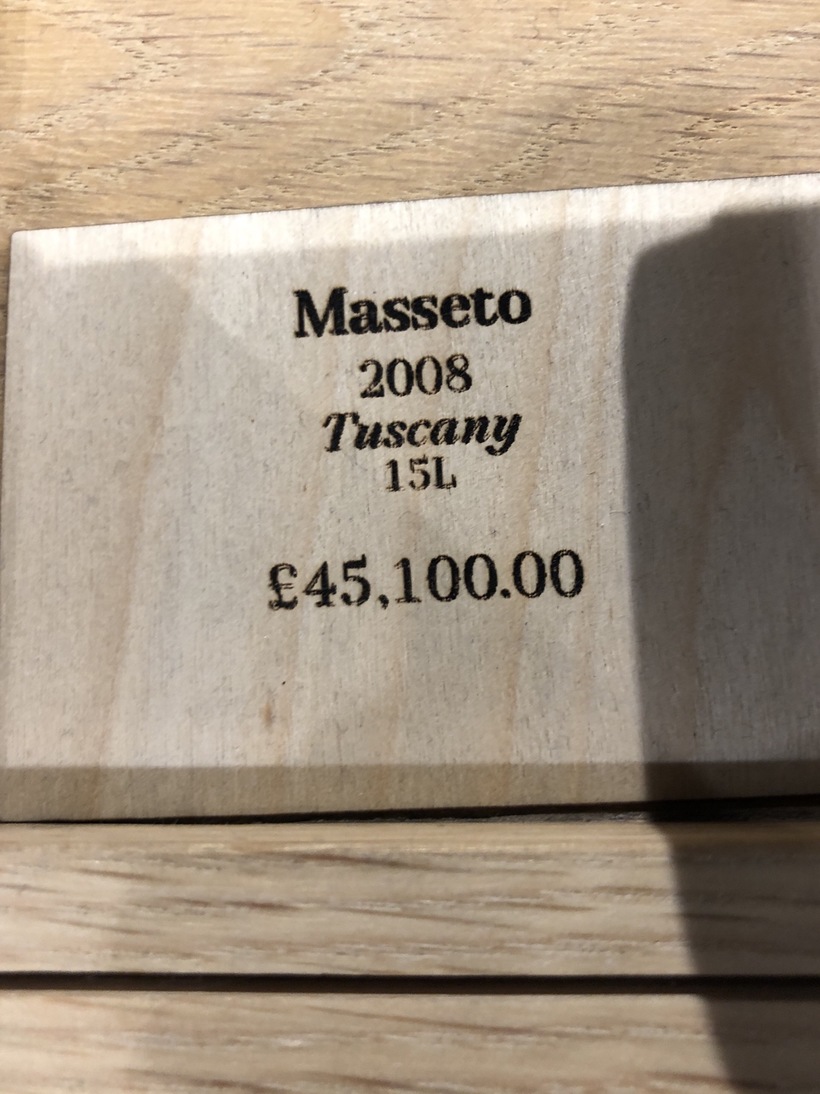 Masseto
2008
Tuscany
15L
£45,100.00